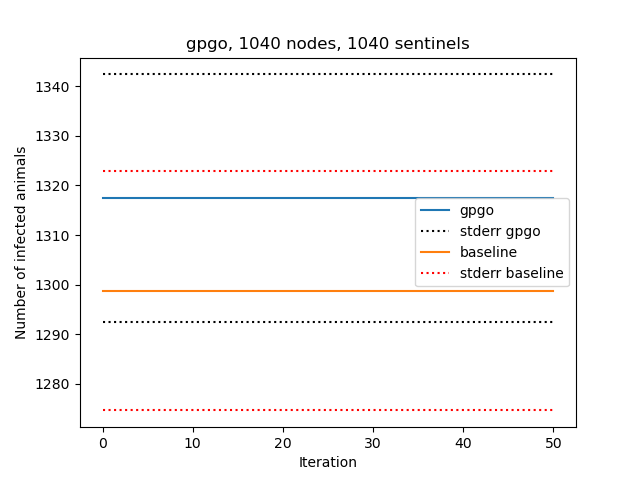 gpgo, 1040 nodes, 1040 sentinels
Number of infected animals
1340
1330
1320
1310
1300
1290
1280
gpgo
stderr gpgo
baseline
stderr baseline
0 10 20 30 40 50
Iteration